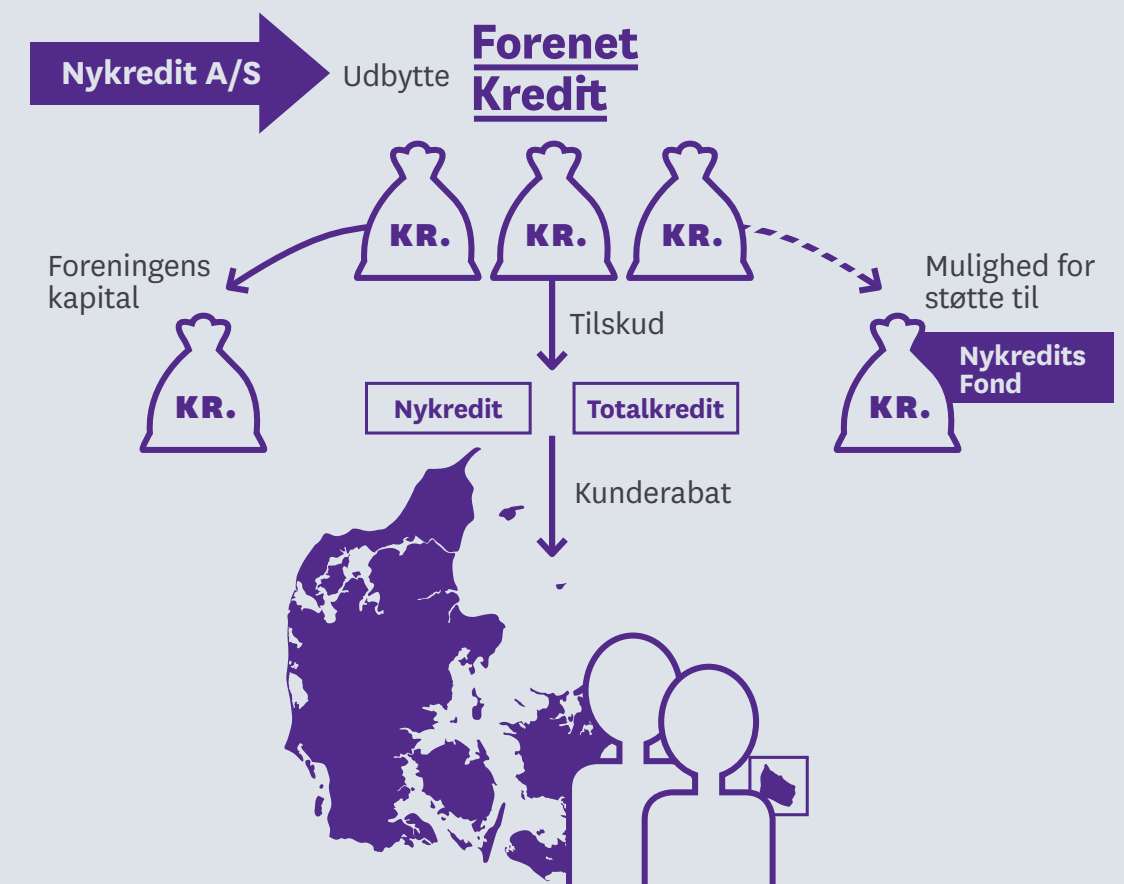 Nykredit A/S
Udbytte
Forenet
Kredit
KR.
KR.
KR.
Foreningens
kapital
Mulighed for
støtte til
Tilskud
Nykredits
Fond
KR.
KR.
Nykredit
Totalkredit
Kunderabat